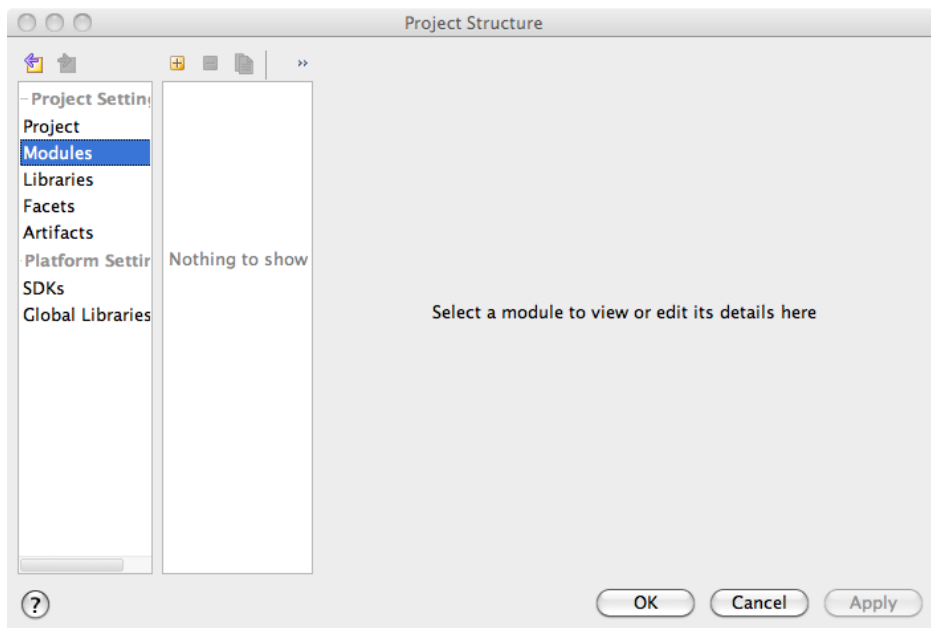 Project Structure
Project Setting
Project
Modules
Libraries
Facets
Artifacts
Platform Settin
SDKs
Global Libraries
Nothing to show
Select a module to view or edit its details here
?
OK
Cancel
Apply